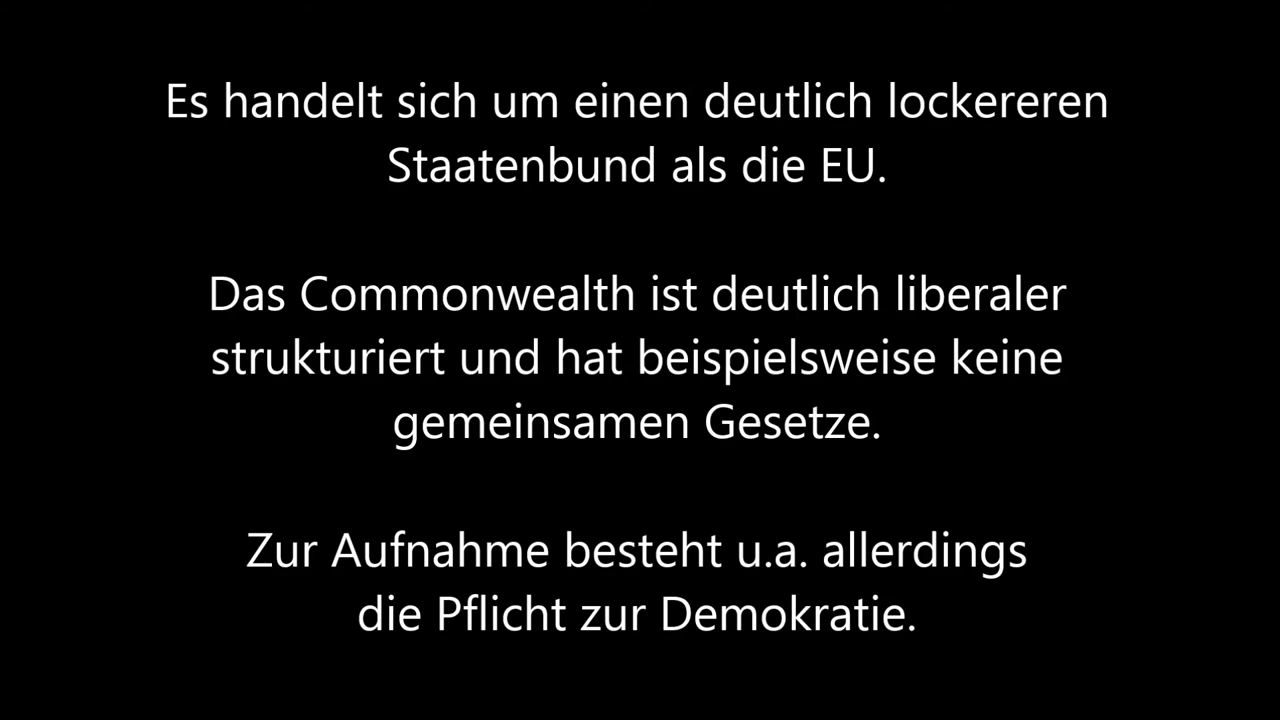 Es handelt sich um einen deutlich lockereren
Staatenbund als die EU.
Das Commonwealth ist deutlich liberaler
strukturiert und hat beispielsweise keine
gemeinsamen Gesetze.
Zur Aufnahme besteht u.a. allerdings
die Pflicht zur Demokratie.